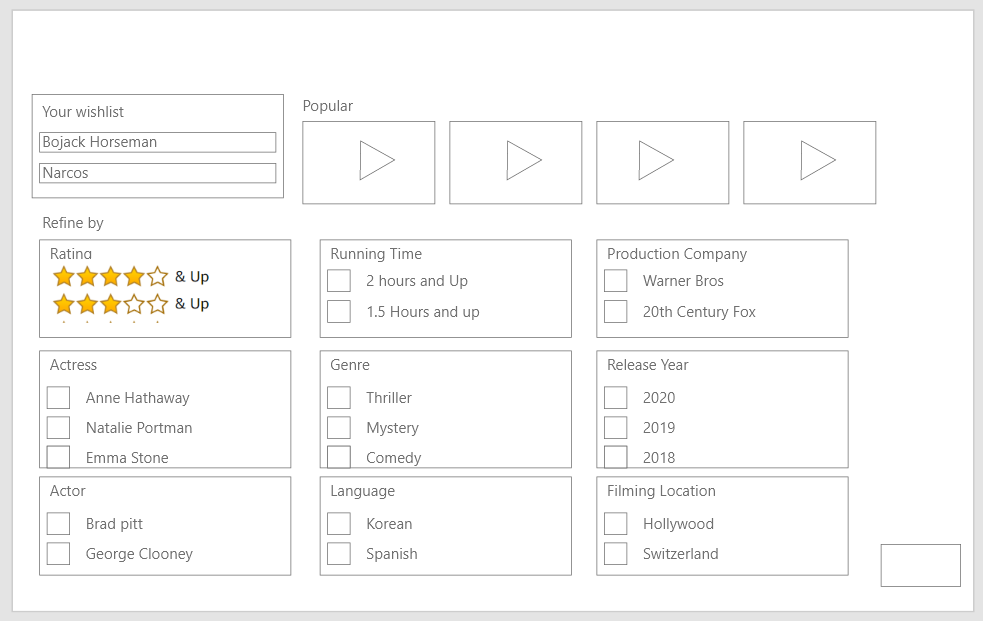 Your wishlist
Bojack Horseman
Narcos
Popular
Refine by
Rating
& Up
& Up
Running Time
2 hours and Up
1.5 Hours and up
Production Company
Warner Bros
20th Century Fox
Actress
Anne Hathaway
Natalie Portman
Emma Stone
Genre
Thriller
Mystery
Comedy
Release Year
2020
2019
2018
Actor
Brad pitt
George Clooney
Language
Korean
Spanish
Filming Location
Hollywood
Switzerland